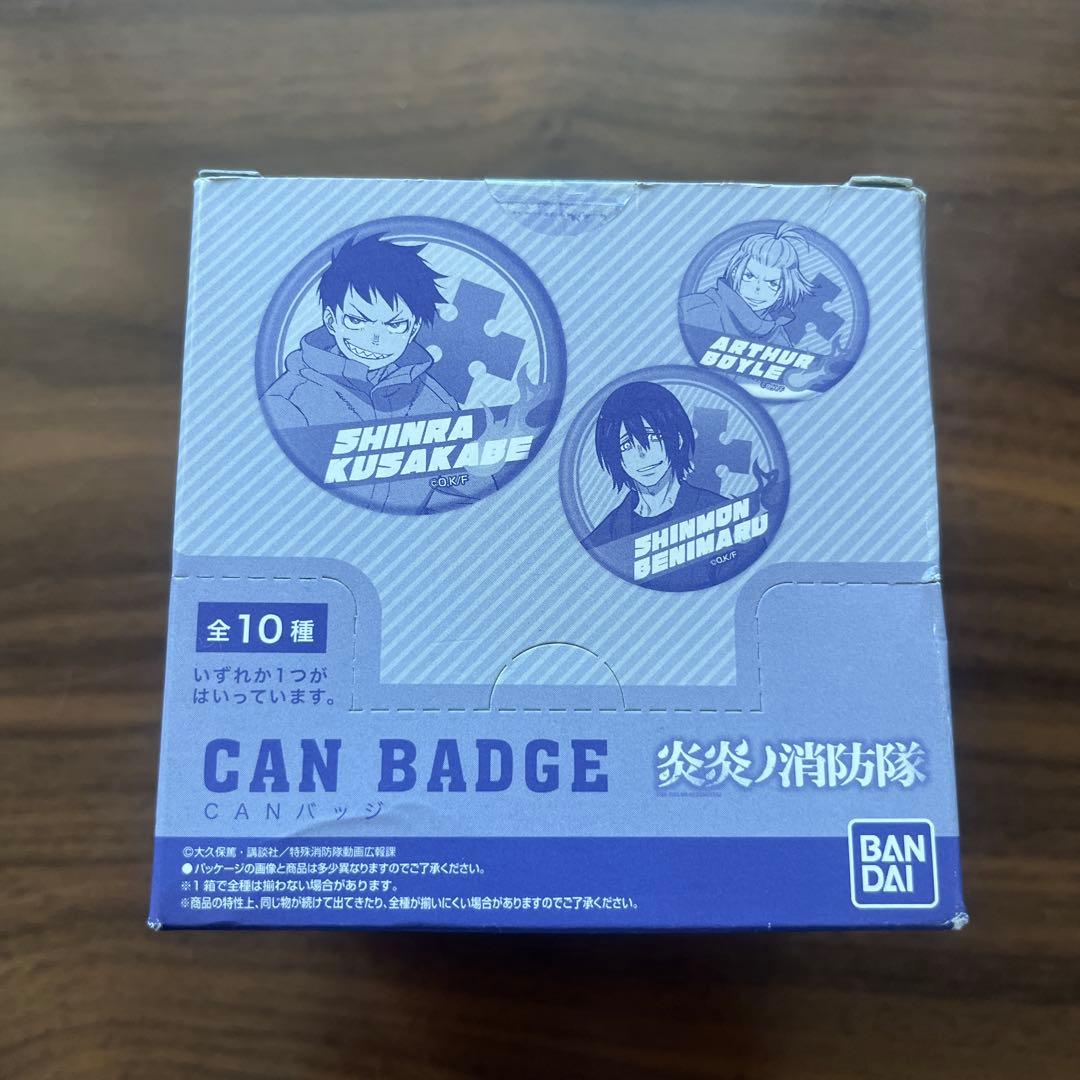 SHINRA
KUSAKABE
©O.K/F
ARTHUR
BOYLE
SHINMON
BENIMARU
©O.K/F
全10種
いずれか1つが
はいっています。
CAN BADGE
CANバッジ
炎炎ノ消防隊
©大久保篤・講談社／特殊消防隊動画広報課
●パッケージの画像と商品は多少異なりますのでご了承ください。
※1箱で全種は揃わない場合があります。
※商品の特性上、同じ物が続けて出てきたり、全種が揃いにくい場合がありますのでご了承ください。
BAN
DAI